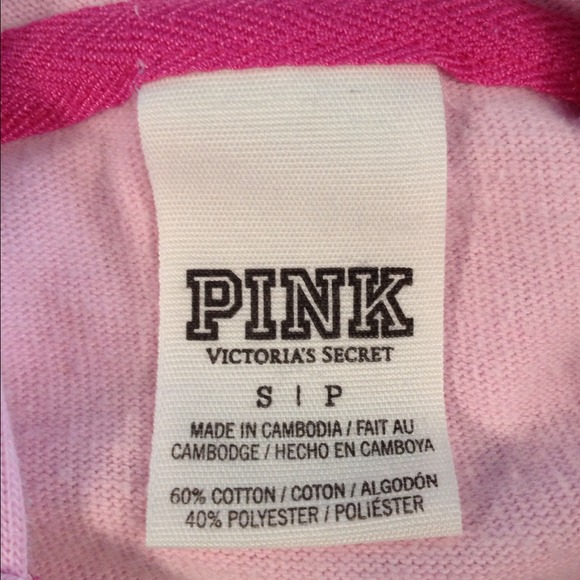 PINK
VICTORIA'S SECRET
S | P
MADE IN CAMBODIA / FAIT AU
CAMBODGE / HECHO EN CAMBOYA
60% COTTON / COTON / ALGODÓN
40% POLYESTER / POLIÉSTER